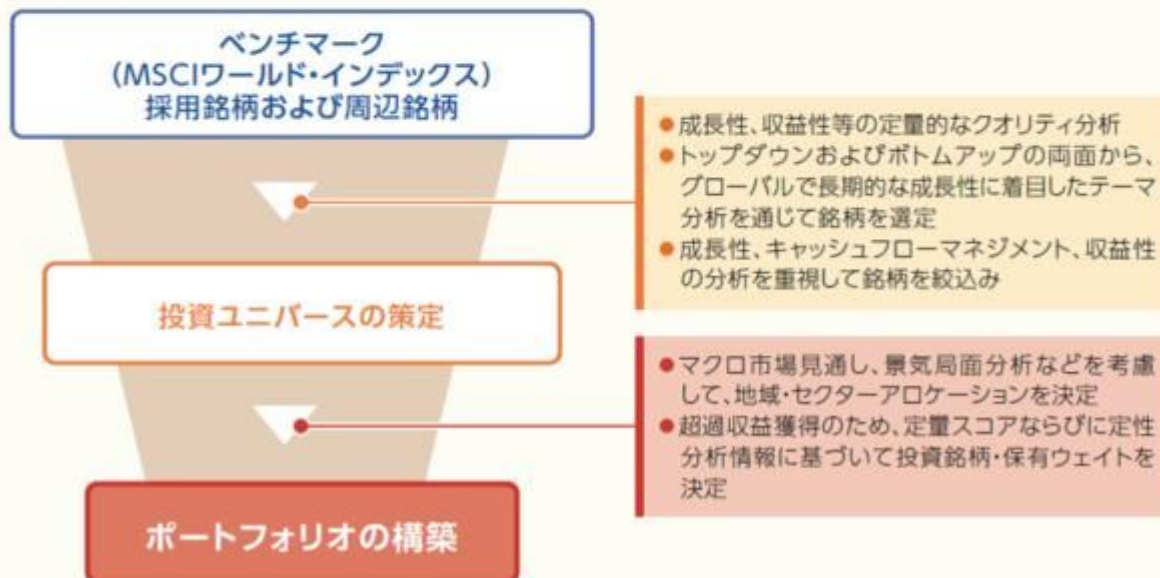 ベンチマーク
(MSCIワールド・インデックス)
採用銘柄および周辺銘柄
●成長性、収益性等の定量的なクオリティ分析
●トップダウンおよびボトムアップの両面から、
グローバルで長期的な成長性に着目したテーマ
分析を通じて銘柄を選定
●成長性、キャッシュフローマネジメント、収益性
の分析を重視して銘柄を絞込み
投資ユニバースの策定
●マクロ市場見通し、景気局面分析などを考慮
して、地域・セクターアロケーションを決定
●超過収益獲得のため、定量スコアならびに定性
分析情報に基づいて投資銘柄・保有ウェイトを
決定
ポートフォリオの構築